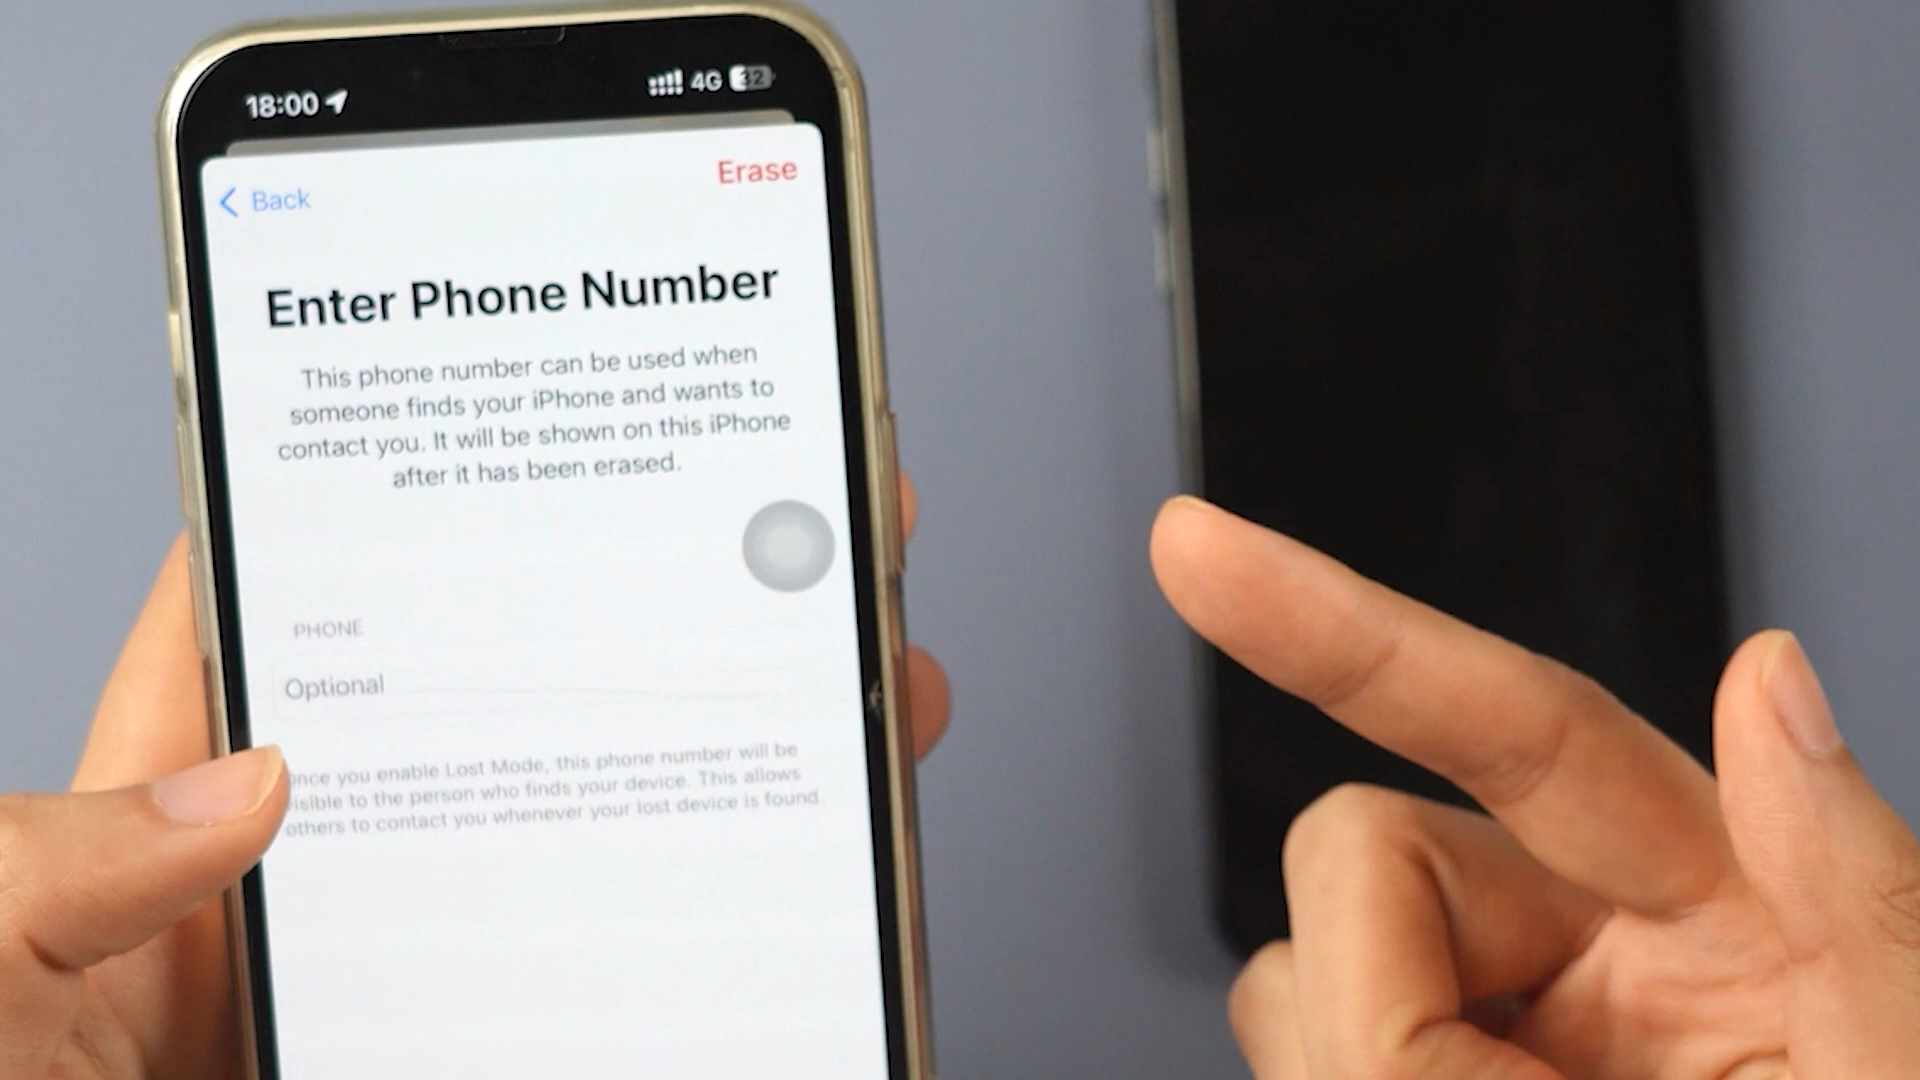 18:00 4G 32
Back
Erase
Enter Phone Number
This phone number can be used when
someone finds your iPhone and wants to
contact you. It will be shown on this iPhone
after it has been erased.
PHONE
Optional
Once you enable Lost Mode, this phone number will be
visible to the person who finds your device. This allows
others to contact you whenever your lost device is found.